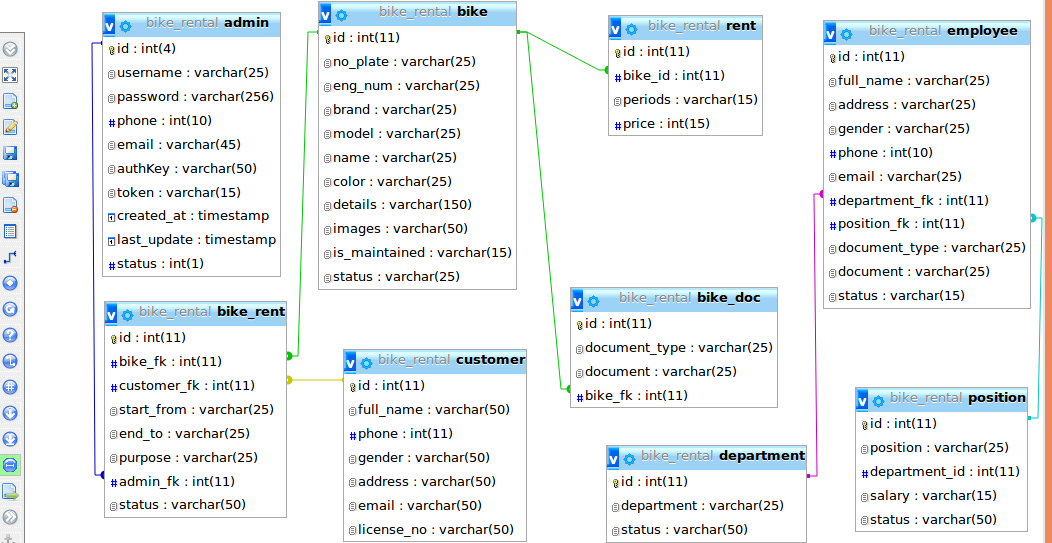 bike_rental admin
id : int(4)
username : varchar(25)
password : varchar(256)
phone : int(10)
email : varchar(45)
authKey : varchar(50)
token : varchar(15)
created_at : timestamp
last_update : timestamp
status : int(1)
bike_rental bike
id : int(11)
no_plate : varchar(25)
eng_num : varchar(25)
brand : varchar(25)
model : varchar(25)
name : varchar(25)
color : varchar(25)
details : varchar(150)
images : varchar(50)
is_maintained : varchar(15)
status : varchar(25)
bike_rental rent
id : int(11)
bike_id : int(11)
periods : varchar(15)
price : int(15)
bike_rental employee
id : int(11)
full_name : varchar(25)
address : varchar(25)
gender : varchar(25)
phone : int(10)
email : varchar(25)
department_fk : int(11)
position_fk : int(11)
document_type : varchar(25)
document : varchar(25)
status : varchar(15)
bike_rental bike_rent
id : int(11)
bike_fk : int(11)
customer_fk : int(11)
start_from : varchar(25)
end_to : varchar(25)
purpose : varchar(25)
admin_fk : int(11)
status : varchar(50)
bike_rental customer
id : int(11)
full_name : varchar(50)
phone : int(11)
gender : varchar(50)
address : varchar(50)
email : varchar(50)
license_no : varchar(50)
bike_rental bike_doc
id : int(11)
document_type : varchar(25)
document : varchar(25)
bike_fk : int(11)
bike_rental department
id : int(11)
department : varchar(25)
status : varchar(50)
bike_rental position
id : int(11)
position : varchar(25)
department_id : int(11)
salary : varchar(15)
status : varchar(50)